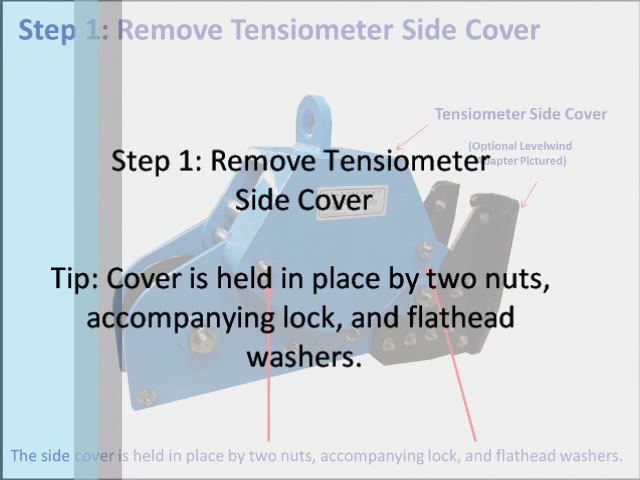 Step 1: Remove Tensiometer Side Cover
Tensiometer Side Cover
(Optional Levelwind
Adapter Pictured)
Step 1: Remove Tensiometer
Side Cover
Tip: Cover is held in place by two nuts,
accompanying lock, and flathead
washers.
The side cover is held in place by two nuts, accompanying lock, and flathead washers.